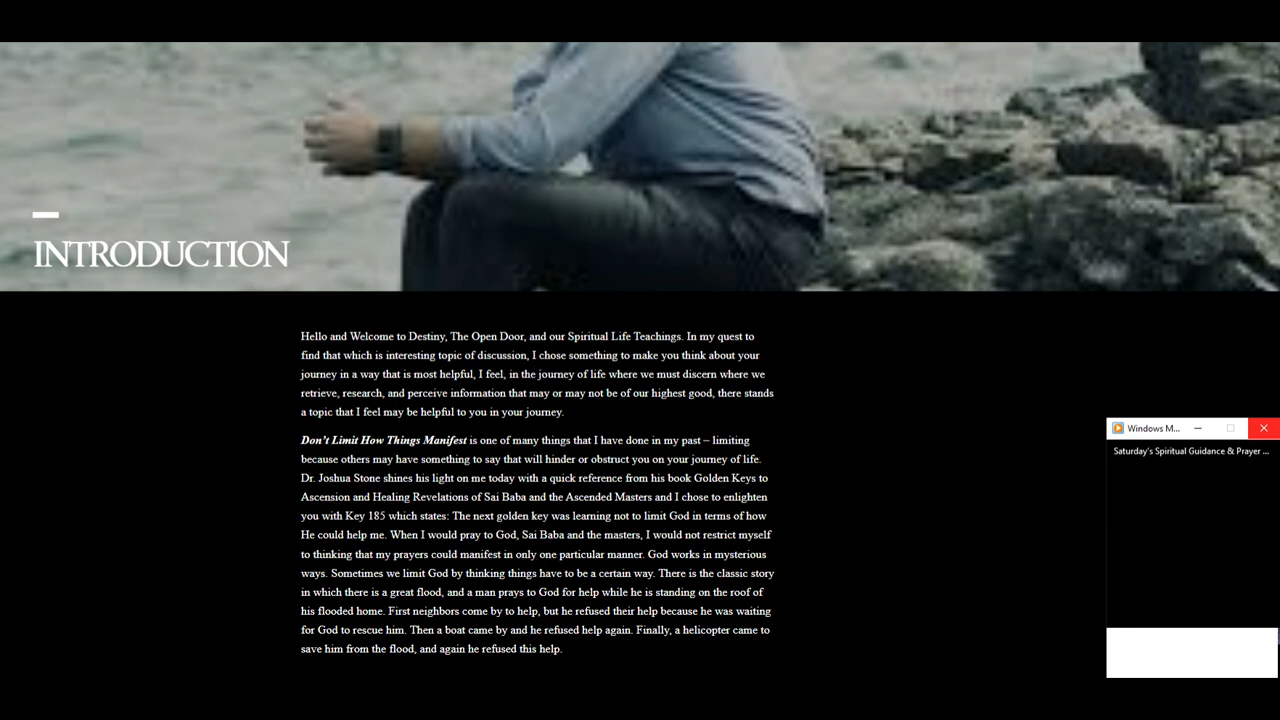 INTRODUCTION
Hello and Welcome to Destiny, The Open Door, and our Spiritual Life Teachings. In my quest to
find that which is interesting topic of discussion, I chose something to make you think about your
journey in a way that is most helpful, I feel, in the journey of life where we must discern where we
retrieve, research, and perceive information that may or may not be of our highest good, there stands
a topic that I feel may be helpful to you in your journey.
Don't Limit How Things Manifest is one of many things that I have done in my past – limiting
because others may have something to say that will hinder or obstruct you on your journey of life.
Dr. Joshua Stone shines his light on me today with a quick reference from his book Golden Keys to
Ascension and Healing Revelations of Sai Baba and the Ascended Masters and I chose to enlighten
you with Key 185 which states: The next golden key was learning not to limit God in terms of how
He could help me. When I would pray to God, Sai Baba and the masters, I would not restrict myself
to thinking that my prayers could manifest in only one particular manner. God works in mysterious
ways. Sometimes we limit God by thinking things have to be a certain way. There is the classic story
in which there is a great flood, and a man prays to God for help while he is standing on the roof of
his flooded home. First neighbors come by to help, but he refused their help because he was waiting
for God to rescue him. Then a boat came by and he refused help again. Finally, a helicopter came to
save him from the flood, and again he refused this help.
Windows M...
Saturday's Spiritual Guidance & Prayer ...